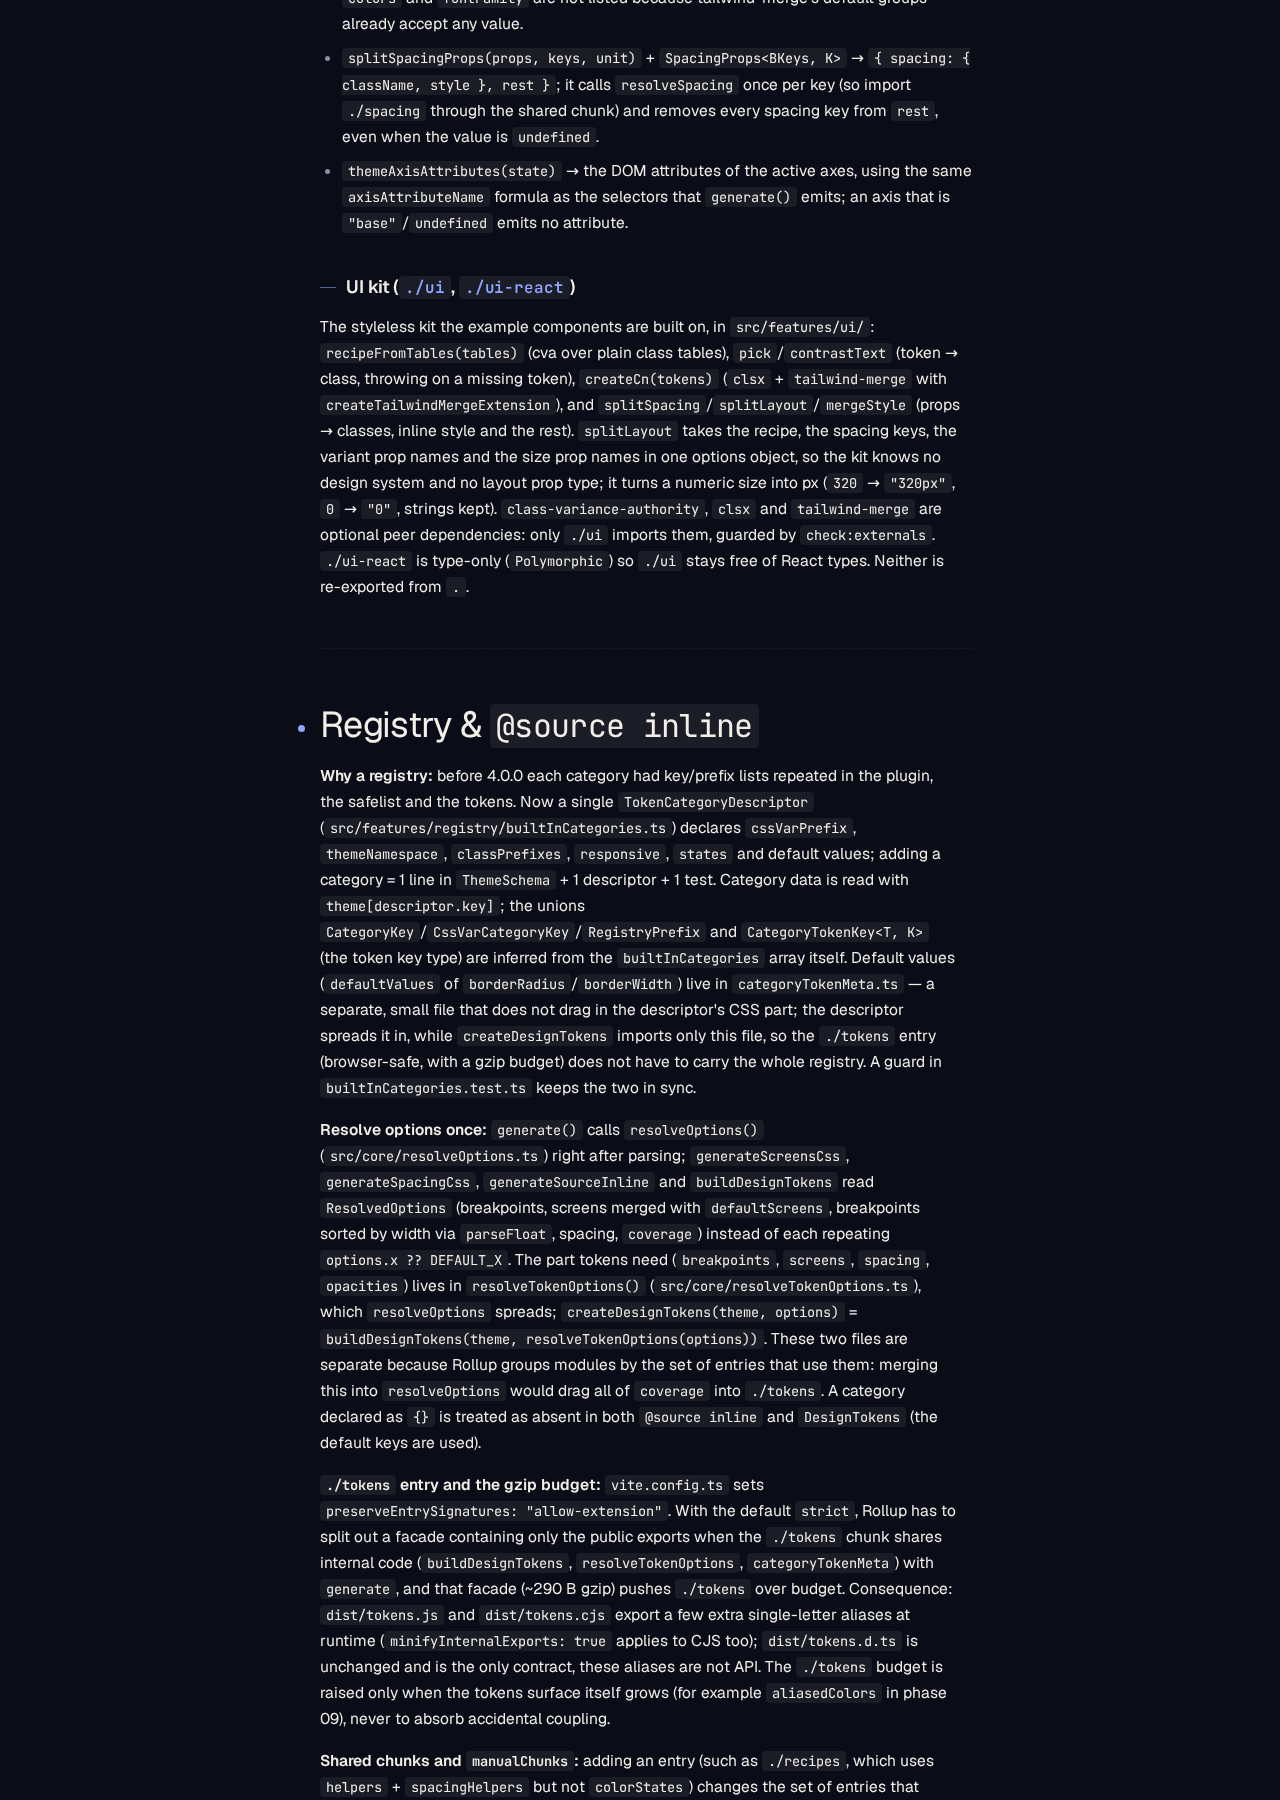 colors and fontFamily are not listed because tailwind-merge's default groups
already accept any value.
• splitSpacingProps(props, keys, unit) + SpacingProps<BKeys, K> → { spacing: {
className, style }, rest } ; it calls resolveSpacing once per key (so import
./spacing through the shared chunk) and removes every spacing key from rest ,
even when the value is undefined .
• themeAxisAttributes(state) → the DOM attributes of the active axes, using the same
axisAttributeName formula as the selectors that generate() emits; an axis that is
"base" / undefined emits no attribute.
— UI kit ( ./ui , ./ui-react )
The styleless kit the example components are built on, in src/features/ui/ :
recipeFromTables(tables) (cva over plain class tables), pick / contrastText (token →
class, throwing on a missing token), createCn(tokens) ( clsx + tailwind-merge with
createTailwindMergeExtension ), and splitSpacing / splitLayout / mergeStyle (props
→ classes, inline style and the rest). splitLayout takes the recipe, the spacing keys, the
variant prop names and the size prop names in one options object, so the kit knows no
design system and no layout prop type; it turns a numeric size into px ( 320 → "320px" ,
0 → "0" , strings kept). class-variance-authority , clsx and tailwind-merge are
optional peer dependencies: only ./ui imports them, guarded by check:externals .
./ui-react is type-only ( Polymorphic ) so ./ui stays free of React types. Neither is
re-exported from . .
• Registry & @source inline
Why a registry: before 4.0.0 each category had key/prefix lists repeated in the plugin,
the safelist and the tokens. Now a single TokenCategoryDescriptor
( src/features/registry/builtInCategories.ts ) declares cssVarPrefix ,
themeNamespace , classPrefixes , responsive , states and default values; adding a
category = 1 line in ThemeSchema + 1 descriptor + 1 test. Category data is read with
theme[descriptor.key] ; the unions
CategoryKey / CssVarCategoryKey / RegistryPrefix and CategoryTokenKey<T, K>
(the token key type) are inferred from the builtInCategories array itself. Default values
( defaultValues of borderRadius / borderWidth ) live in categoryTokenMeta.ts — a
separate, small file that does not drag in the descriptor's CSS part; the descriptor
spreads it in, while createDesignTokens imports only this file, so the ./tokens entry
(browser-safe, with a gzip budget) does not have to carry the whole registry. A guard in
builtInCategories.test.ts keeps the two in sync.
Resolve options once: generate() calls resolveOptions()
( src/core/resolveOptions.ts ) right after parsing; generateScreensCss ,
generateSpacingCss , generateSourceInline and buildDesignTokens read
ResolvedOptions (breakpoints, screens merged with defaultScreens , breakpoints
sorted by width via parseFloat , spacing, coverage ) instead of each repeating
options.x ?? DEFAULT_X . The part tokens need ( breakpoints , screens , spacing ,
opacities ) lives in resolveTokenOptions() ( src/core/resolveTokenOptions.ts ),
which resolveOptions spreads; createDesignTokens(theme, options) =
buildDesignTokens(theme, resolveTokenOptions(options)) . These two files are
separate because Rollup groups modules by the set of entries that use them: merging
this into resolveOptions would drag all of coverage into ./tokens . A category
declared as {} is treated as absent in both @source inline and DesignTokens (the
default keys are used).
./tokens entry and the gzip budget: vite.config.ts sets
preserveEntrySignatures: "allow-extension" . With the default strict , Rollup has to
split out a facade containing only the public exports when the ./tokens chunk shares
internal code ( buildDesignTokens , resolveTokenOptions , categoryTokenMeta ) with
generate , and that facade (~290 B gzip) pushes ./tokens over budget. Consequence:
dist/tokens.js and dist/tokens.cjs export a few extra single-letter aliases at
runtime ( minifyInternalExports: true applies to CJS too); dist/tokens.d.ts is
unchanged and is the only contract, these aliases are not API. The ./tokens budget is
raised only when the tokens surface itself grows (for example aliasedColors in phase
09), never to absorb accidental coupling.
Shared chunks and manualChunks : adding an entry (such as ./recipes , which uses
helpers + spacingHelpers but not colorStates ) changes the set of entries that